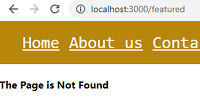 localhost:3000/featured
Home About us Conta
The Page is Not Found